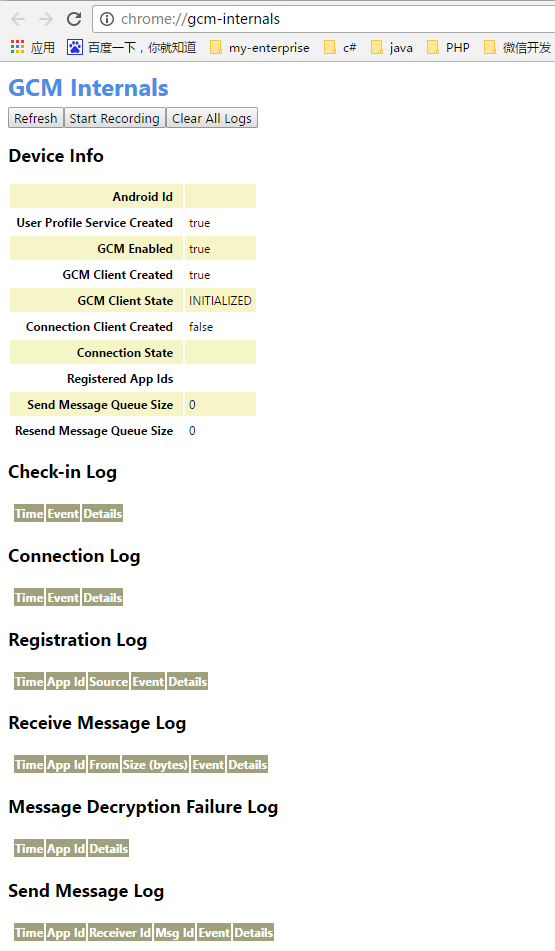 chrome://gcm-internals
应用 百度一下，你就知道 my-enterprise c# java PHP 微信开发
GCM Internals
Refresh Start Recording Clear All Logs
Device Info
Android Id
User Profile Service Created true
GCM Enabled true
GCM Client Created true
GCM Client State INITIALIZED
Connection Client Created false
Connection State
Registered App Ids
Send Message Queue Size 0
Resend Message Queue Size 0
Check-in Log
Time Event Details
Connection Log
Time Event Details
Registration Log
Time App Id Source Event Details
Receive Message Log
Time App Id From Size (bytes) Event Details
Message Decryption Failure Log
Time App Id Details
Send Message Log
Time App Id Receiver Id Msg Id Event Details